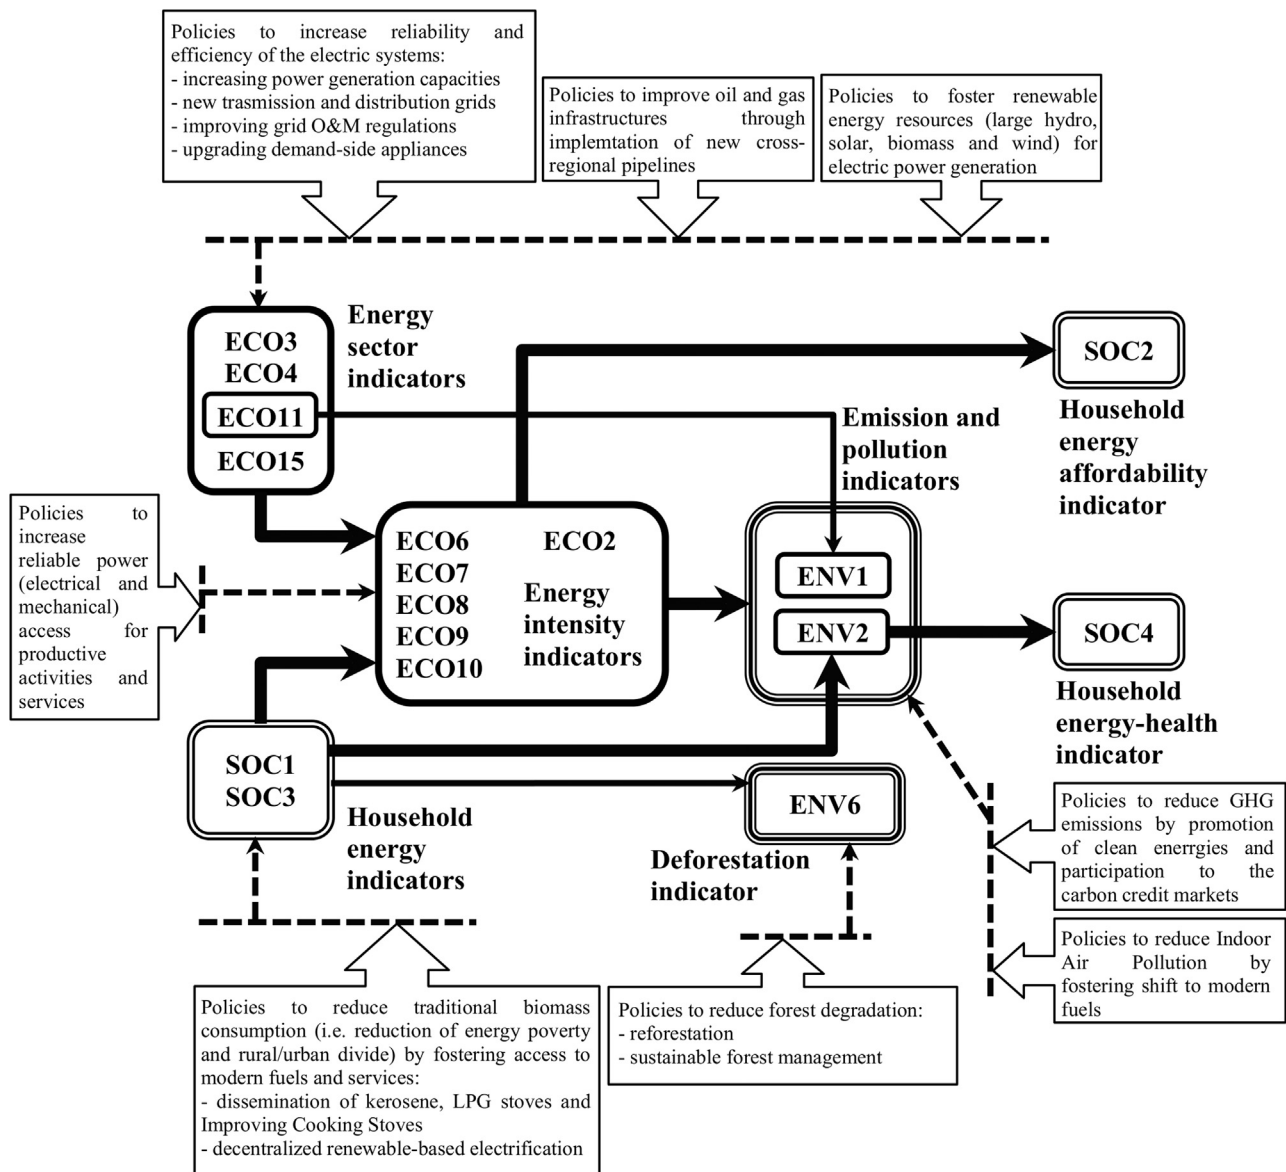 Policies to increase reliability and
efficiency of the electric systems:
- increasing power generation capacities
- new trasmission and distribution grids
- improving grid O&M regulations
- upgrading demand-side appliances
Policies to improve oil and gas
infrastructures through
implemtation of new cross-
regional pipelines
Policies to foster renewable
energy resources (large hydro,
solar, biomass and wind) for
electric power generation
ECO3
ECO4
ECO11
ECO15
Energy
sector
indicators
SOC2
Household
energy
affordability
indicator
Emission and
pollution
indicators
Policies to
increase
reliable power
(electrical and
mechanical)
access for
productive
activities and
services
ECO6
ECO7
ECO8
ECO9
ECO10
ECO2
Energy
intensity
indicators
ENV1
ENV2
SOC4
Household
energy-health
indicator
SOC1
SOC3
Household
energy
indicators
ENV6
Deforestation
indicator
Policies to reduce GHG
emissions by promotion
of clean enerrgies and
participation to the
carbon credit markets
Policies to reduce Indoor
Air Pollution by
fostering shift to modern
fuels
Policies to reduce traditional biomass
consumption (i.e. reduction of energy poverty
and rural/urban divide) by fostering access to
modern fuels and services:
- dissemination of kerosene, LPG stoves and
Improving Cooking Stoves
- decentralized renewable-based electrification
Policies to reduce forest degradation:
- reforestation
- sustainable forest management